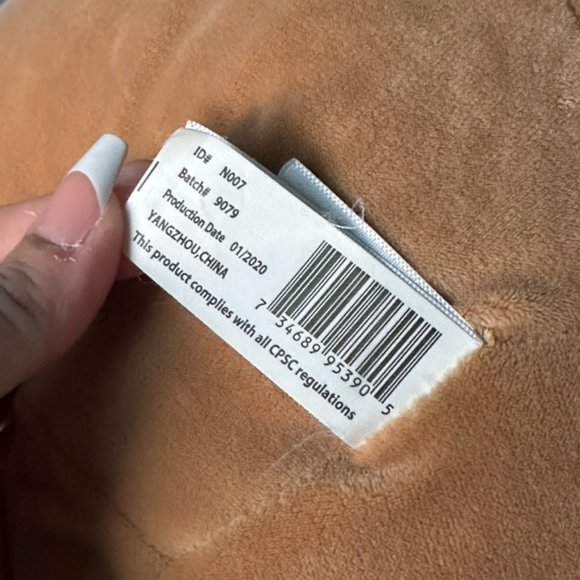 ID# N007
Batch# 9079
Production Date 01/2020
YANGZHOU,CHINA
This product complies with all CPSC regulations
7 34689 95390 5